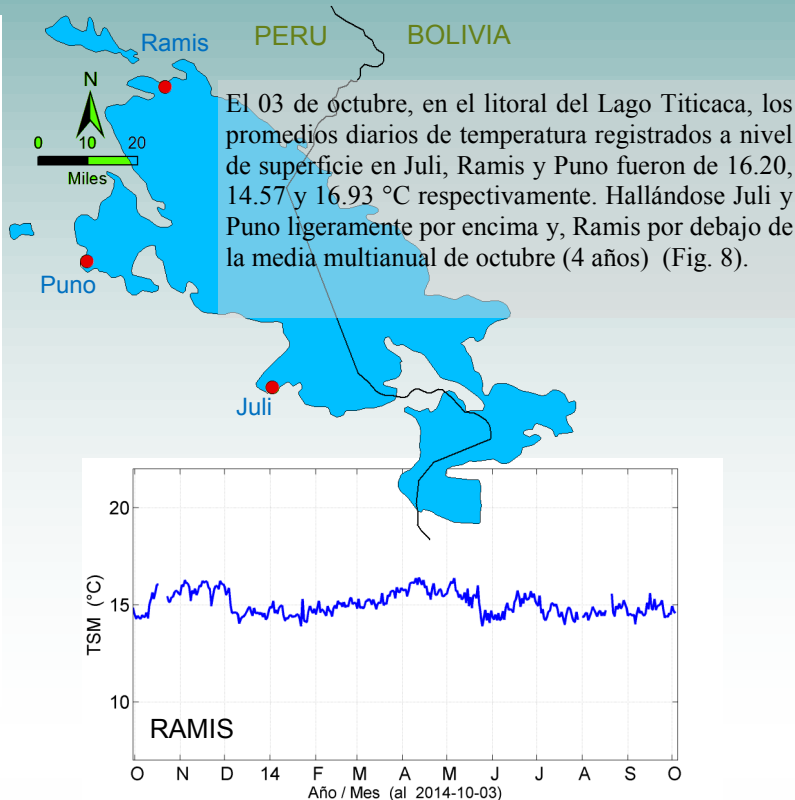 Ramis
PERU
BOLIVIA
N
0 10 20
Miles
El 03 de octubre, en el litoral del Lago Titicaca, los
promedios diarios de temperatura registrados a nivel
de superficie en Juli, Ramis y Puno fueron de 16.20,
14.57 y 16.93 °C respectivamente. Hallándose Juli y
Puno ligeramente por encima y, Ramis por debajo de
la media multianual de octubre (4 años) (Fig. 8).
Puno
Juli
20
15
10
TSM (°C)
RAMIS
O N D 14 F M A M J J A S O
Año / Mes (al 2014-10-03)